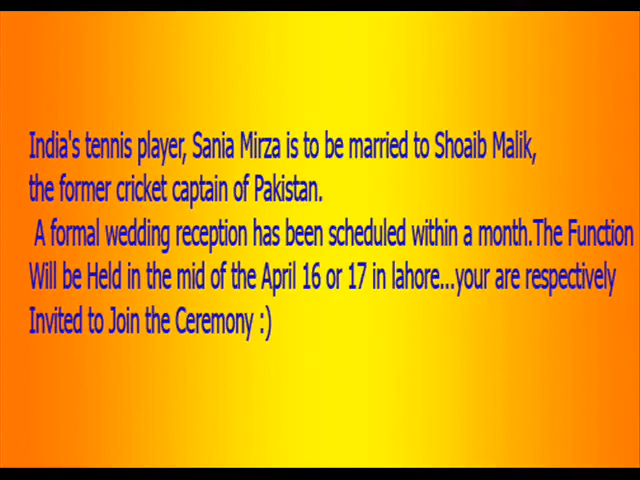 India's tennis player, Sania Mirza is to be married to Shoaib Malik,
the former cricket captain of Pakistan.
A formal wedding reception has been scheduled within a month.The Function
Will be Held in the mid of the April 16 or 17 in lahore...your are respectively
Invited to Join the Ceremony :)